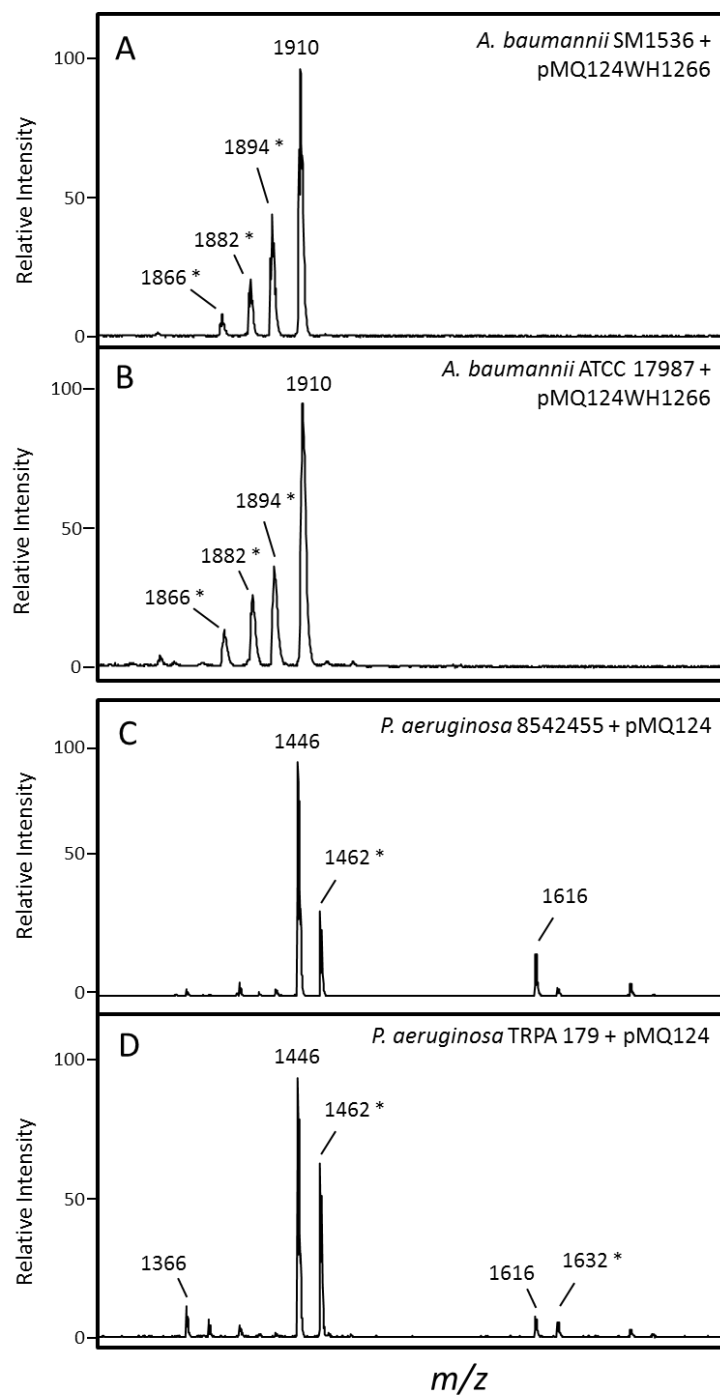 A
A. baumannii SM1536 +
pMQ124WH1266
1910
1894 *
1882 *
1866 *
100
50
0
Relative Intensity
B
A. baumannii ATCC 17987 +
pMQ124WH1266
1910
1894 *
1882 *
1866 *
100
50
0
Relative Intensity
C
P. aeruginosa 8542455 + pMQ124
1446
1462 *
1616
100
50
0
Relative Intensity
D
P. aeruginosa TRPA 179 + pMQ124
1446
1462 *
1366
1616
1632 *
100
50
0
Relative Intensity
m/z